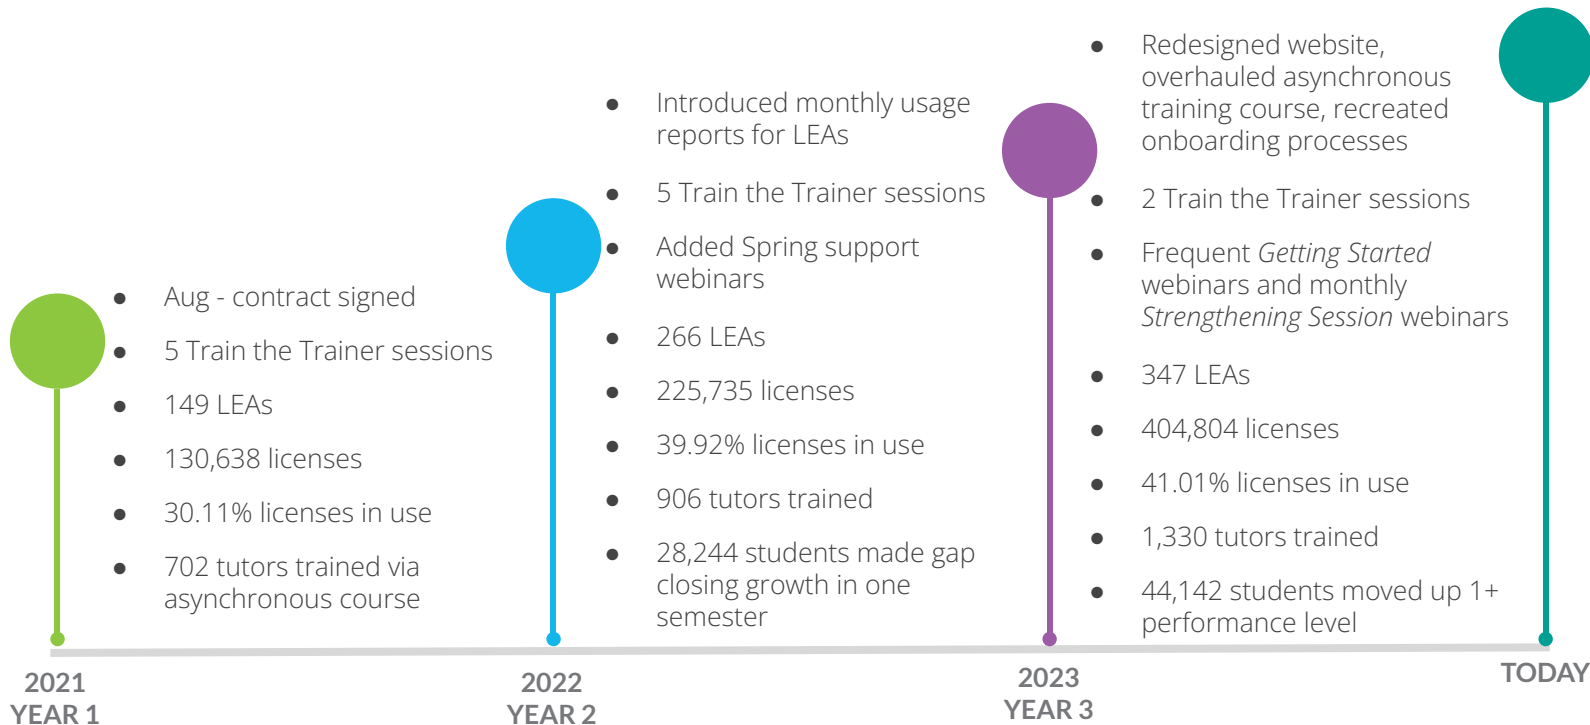 ● Aug - contract signed
● 5 Train the Trainer sessions
● 149 LEAs
● 130,638 licenses
● 30.11% licenses in use
● 702 tutors trained via
asynchronous course
2021
YEAR 1
● Introduced monthly usage
reports for LEAs
● 5 Train the Trainer sessions
● Added Spring support
webinars
● 266 LEAs
● 225,735 licenses
● 39.92% licenses in use
● 906 tutors trained
● 28,244 students made gap
closing growth in one
semester
2022
YEAR 2
● Redesigned website,
overhauled asynchronous
training course, recreated
onboarding processes
● 2 Train the Trainer sessions
● Frequent Getting Started
webinars and monthly
Strengthening Session webinars
● 347 LEAs
● 404,804 licenses
● 41.01% licenses in use
● 1,330 tutors trained
● 44,142 students moved up 1+
performance level
2023
YEAR 3
TODAY